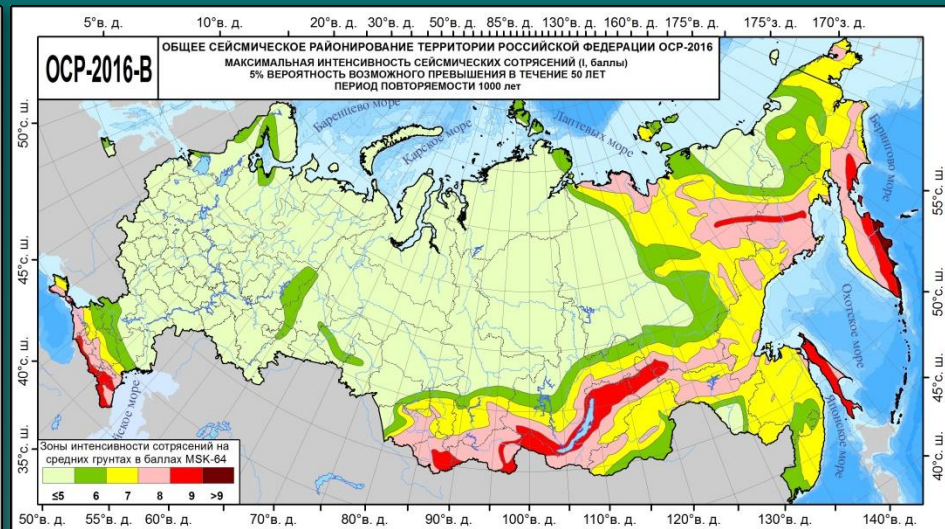 5°в. д. 10°в. д. 20°в. д. 30°в. д. 50°в. д. 85°в. д. 130°в. д. 160°в. д. 175°в. д. 175°з. д. 170°з. д.
ОСР-2016-В
ОБЩЕЕ СЕЙСМИЧЕСКОЕ РАЙОНИРОВАНИЕ ТЕРРИТОРИИ РОССИЙСКОЙ ФЕДЕРАЦИИ ОСР-2016
МАКСИМАЛЬНАЯ ИНТЕНСИВНОСТЬ СЕЙСМИЧЕСКИХ СОТРЯСЕНИЙ (I, баллы)
5% ВЕРОЯТНОСТЬ ВОЗМОЖНОГО ПРЕВЫШЕНИЯ В ТЕЧЕНИЕ 50 ЛЕТ
ПЕРИОД ПОВТОРЯЕМОСТИ 1000 лет
50°с. ш.
45°с. ш.
40°с. ш.
35°с. ш.
Баренцево море
Карское море
Лаптевых море
Берингово море
Охотское море
Японское море
море
55°с. ш.
50°с. ш.
45°с. ш.
40°с. ш.
Зоны интенсивности сотрясений на
средних грунтах в баллах MSK-64
≤5 6 7 8 9 >9
50°в. д. 55°в. д. 60°в. д. 70°в. д. 80°в. д. 90°в. д. 100°в. д. 110°в. д. 120°в. д. 130°в. д. 140°в. д.